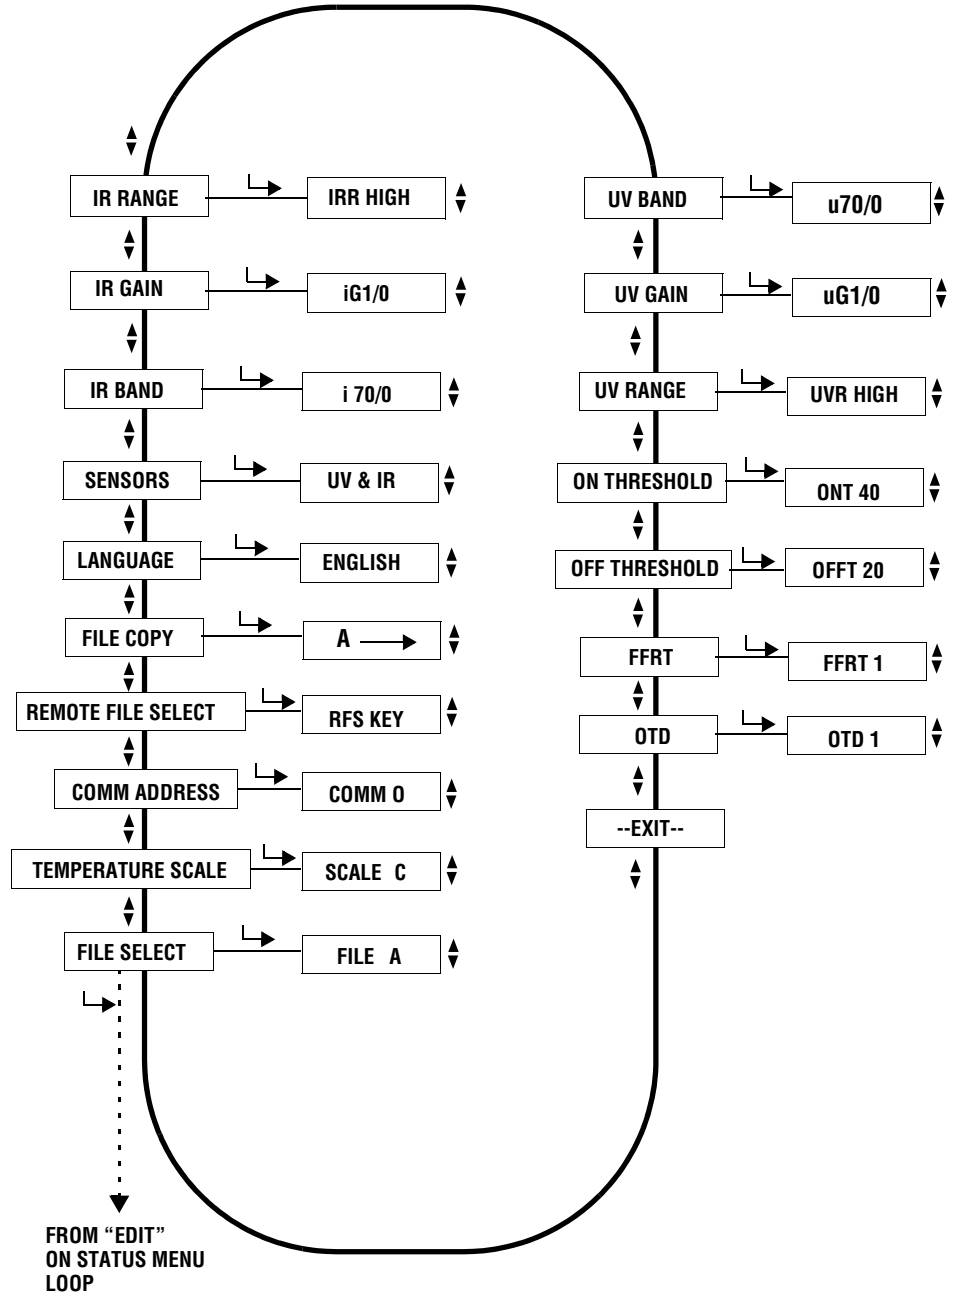 IR RANGE
IRR HIGH
IR GAIN
iG1/0
IR BAND
i 70/0
SENSORS
UV & IR
LANGUAGE
ENGLISH
FILE COPY
A
REMOTE FILE SELECT
RFS KEY
COMM ADDRESS
COMM O
TEMPERATURE SCALE
SCALE C
FILE SELECT
FILE A
FROM “EDIT”
ON STATUS MENU
LOOP
UV BAND
u70/0
UV GAIN
uG1/0
UV RANGE
UVR HIGH
ON THRESHOLD
ONT 40
OFF THRESHOLD
OFFT 20
FFRT
FFRT 1
OTD
OTD 1
--EXIT--